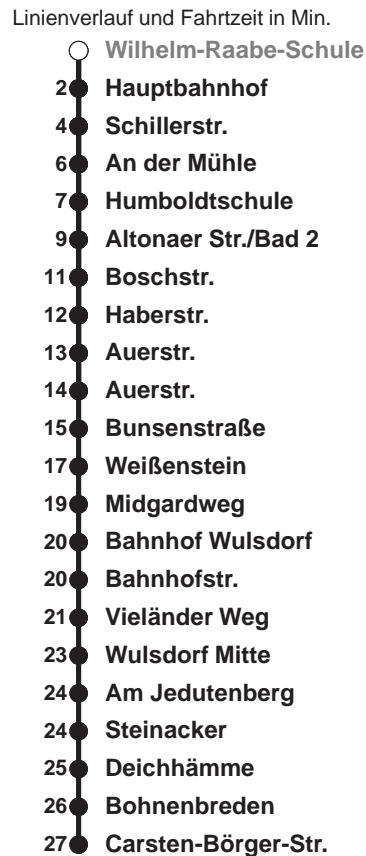 Linienverlauf und Fahrtzeit in Min.
Wilhelm-Raabe-Schule
2 Hauptbahnhof
4 Schillerstr.
6 An der Mühle
7 Humboldtschule
9 Altonaer Str./Bad 2
11 Boschstr.
12 Haberstr.
13 Auerstr.
14 Auerstr.
15 Bunsenstraße
17 Weißenstein
19 Midgardweg
20 Bahnhof Wulsdorf
20 Bahnhofstr.
21 Vieländer Weg
23 Wulsdorf Mitte
24 Am Jedutenberg
24 Steinacker
25 Deichhämme
26 Bohnenbreden
27 Carsten-Börger-Str.